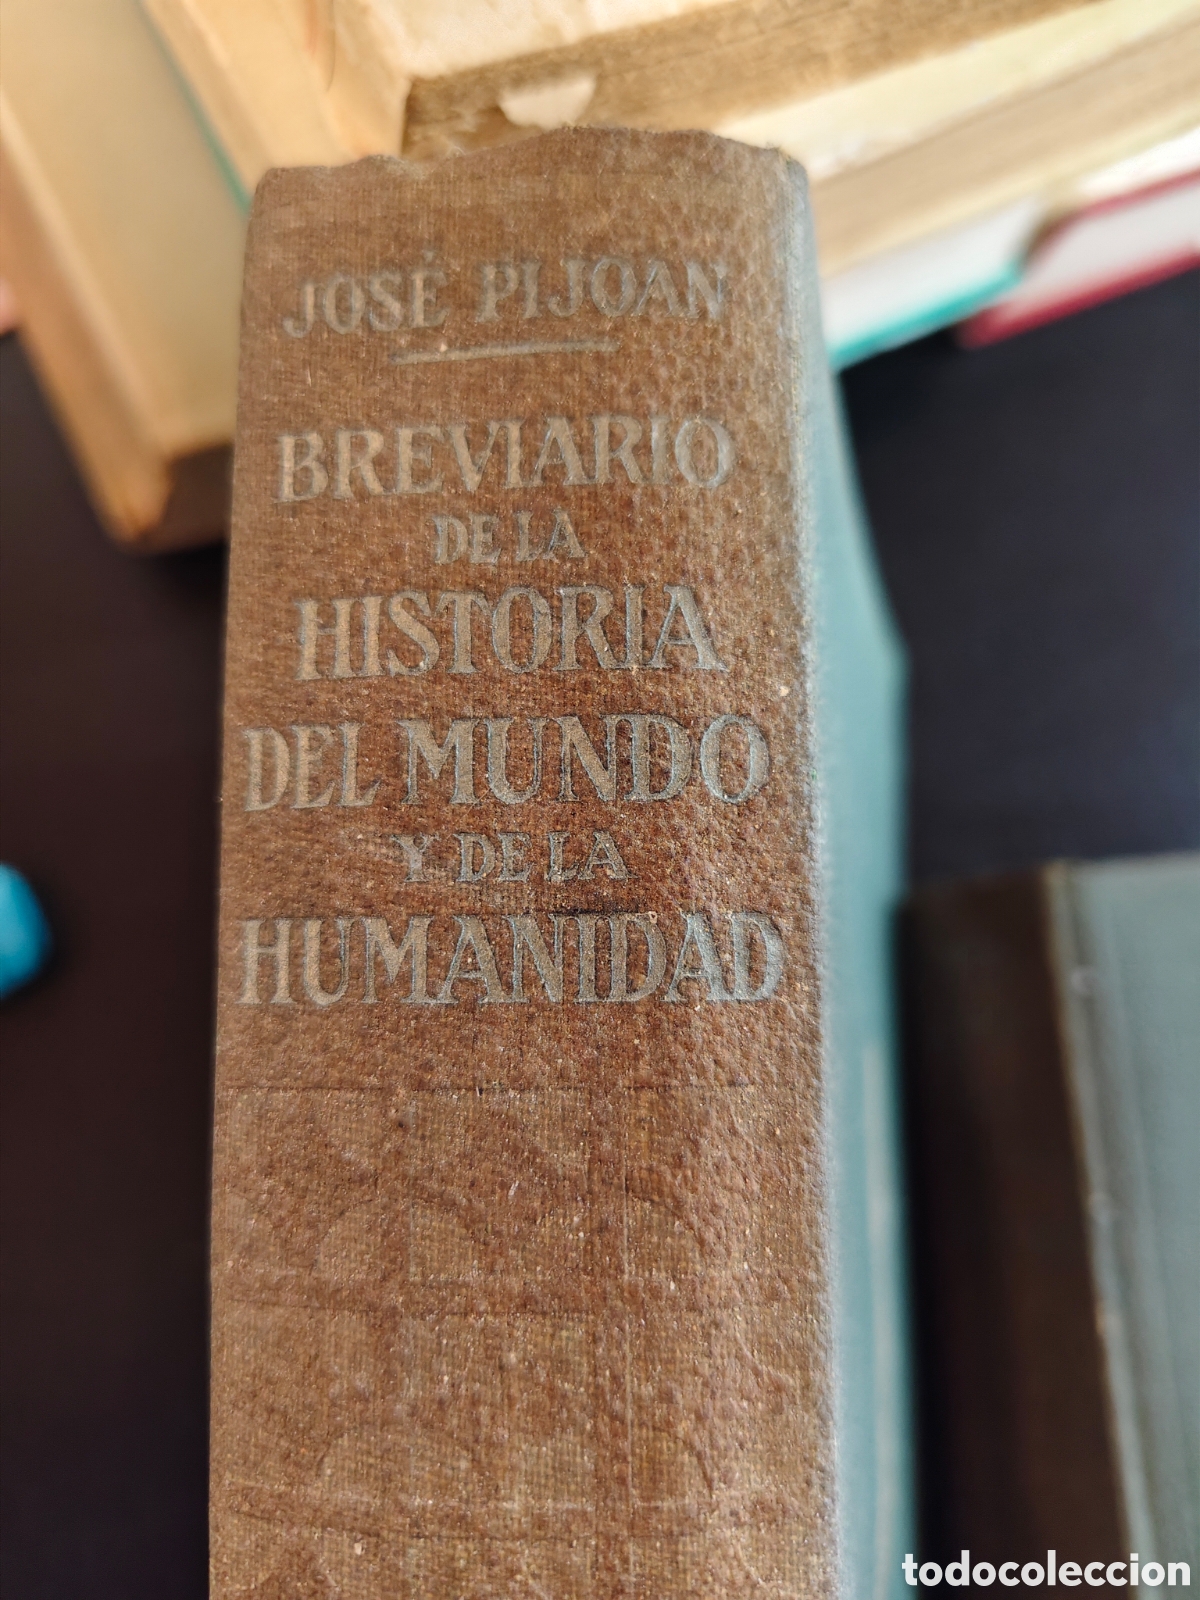 JOSÉ PIJOAN
BREVIARIO
DE LA
HISTORIA
DEL MUNDO
Y DE LA
HUMANIDAD
todocoleccion